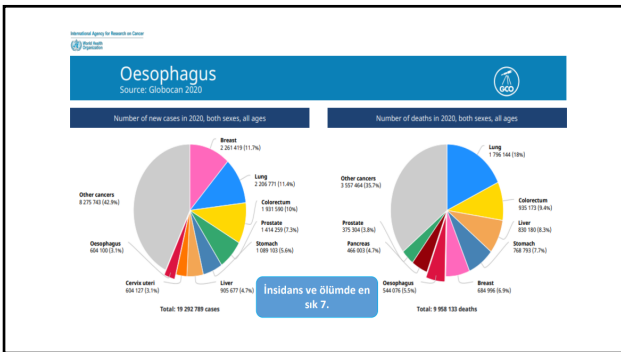 International Agency for Research on Cancer
World Health
Organization
Oesophagus
Source: Globocan 2020
GCO
Number of new cases in 2020, both sexes, all ages
Breast
2 261 419 (11.7%)
Lung
2 206 771 (11.4%)
Colorectum
1 931 590 (10%)
Prostate
1 414 259 (7.3%)
Stomach
1 089 103 (5.6%)
Liver
905 677 (4.7%)
Cervix uteri
604 127 (3.1%)
Oesophagus
604 100 (3.1%)
Other cancers
8 275 743 (42.9%)
Total: 19 292 789 cases
Number of deaths in 2020, both sexes, all ages
Lung
1 796 144 (18%)
Colorectum
935 173 (9.4%)
Liver
830 180 (8.3%)
Stomach
768 793 (7.7%)
Breast
684 996 (6.9%)
Oesophagus
544 076 (5.5%)
Pancreas
466 003 (4.7%)
Prostate
375 304 (3.8%)
Other cancers
3 557 464 (35.7%)
Total: 9 958 133 deaths
İnsidans ve ölümde en
sık 7.